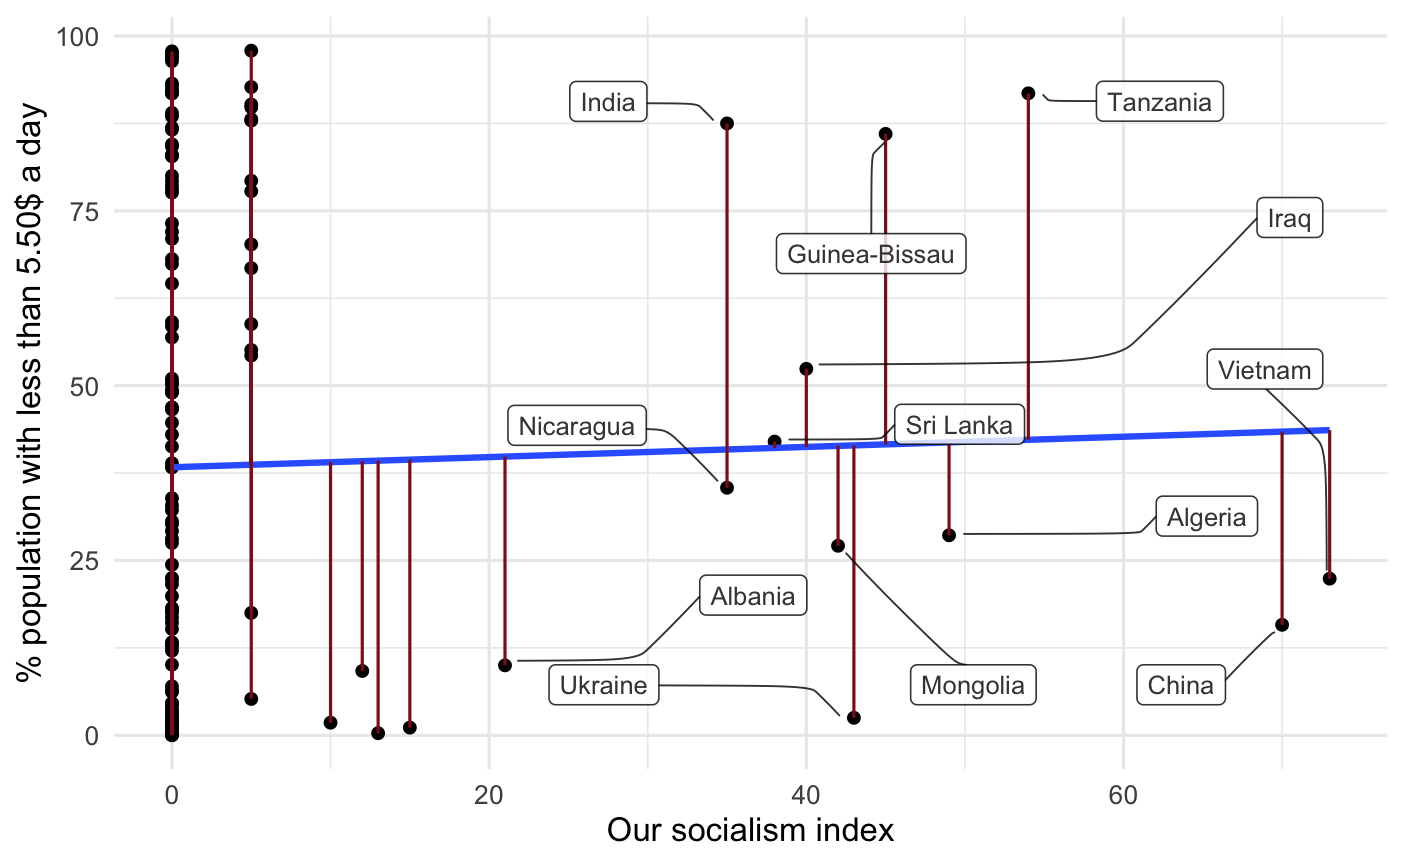 % population with less than 5.50$ a day
100
75
50
25
0
India
Tanzania
Iraq
Guinea-Bissau
Vietnam
Nicaragua
Sri Lanka
Algeria
Albania
Ukraine
Mongolia
China
0
20
40
60
Our socialism index